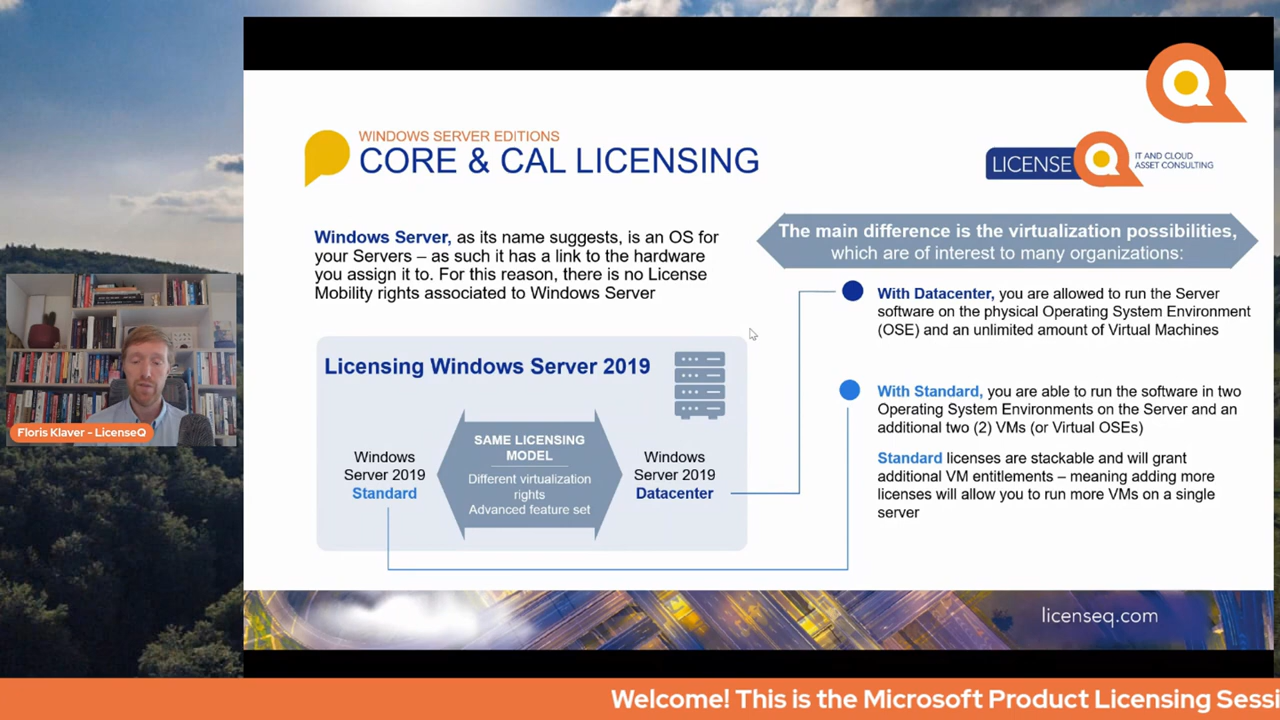 WINDOWS SERVER EDITIONS
CORE & CAL LICENSING
LICENSE
IT AND CLOUD
ASSET CONSULTING
Windows Server, as its name suggests, is an OS for
your Servers – as such it has a link to the hardware
you assign it to. For this reason, there is no License
Mobility rights associated to Windows Server
Licensing Windows Server 2019
Windows
Server 2019
Standard
SAME LICENSING
MODEL
Different virtualization
rights
Advanced feature set
Windows
Server 2019
Datacenter
The main difference is the virtualization possibilities,
which are of interest to many organizations:
With Datacenter, you are allowed to run the Server
software on the physical Operating System Environment
(OSE) and an unlimited amount of Virtual Machines
With Standard, you are able to run the software in two
Operating System Environments on the Server and an
additional two (2) VMs (or Virtual OSEs)
Standard licenses are stackable and will grant
additional VM entitlements – meaning adding more
licenses will allow you to run more VMs on a single
server
Floris Klaver – LicenseQ
licenseq.com
Welcome! This is the Microsoft Product Licensing Sessi